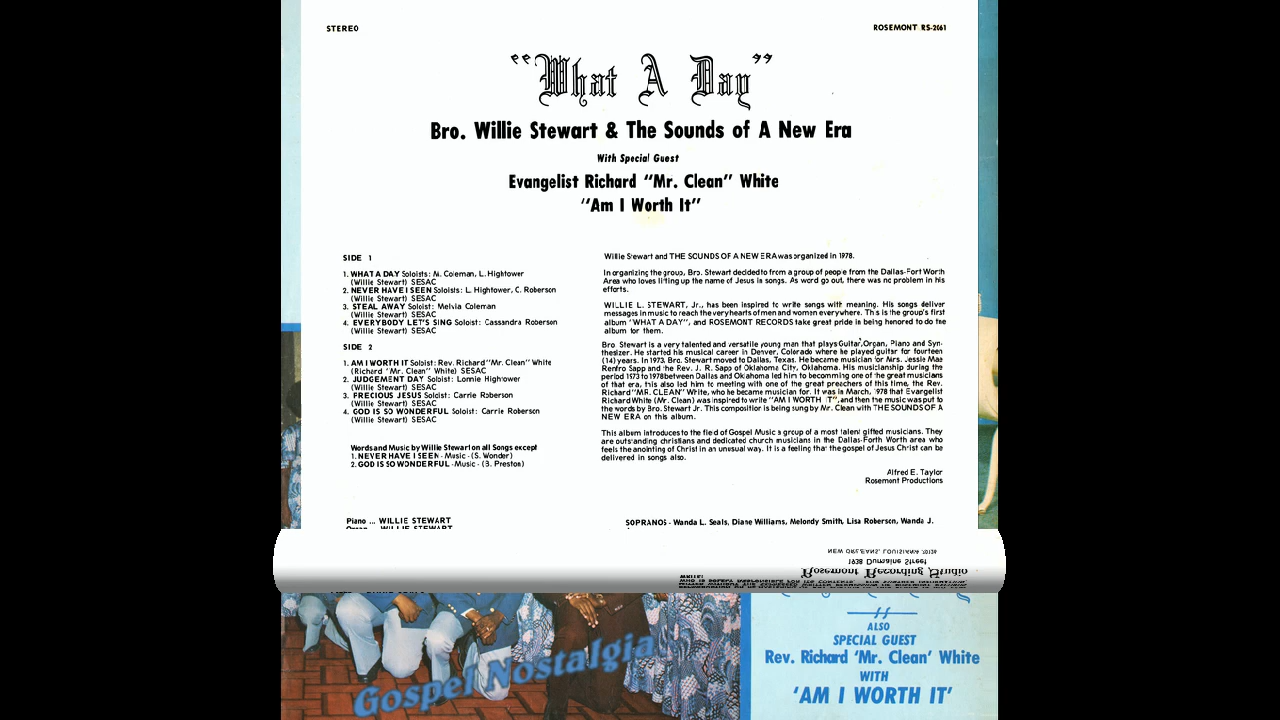 STEREO
ROSEMONT RS-2061
"What A Day"
Bro. Willie Stewart & The Sounds of A New Era
With Special Guest
Evangelist Richard "Mr. Clean" White
"Am I Worth It"
SIDE 1
1. WHAT A DAY Soloists: M. Coleman, L. Hightower
(Willie Stewart) SESAC
2. NEVER HAVE I SEEN Soloists: L. Hightower, C. Roberson
(Willie Stewart) SESAC
3. STEAL AWAY Soloist: Melvia Coleman
(Willie Stewart) SESAC
4. EVERYBODY LET'S SING Soloist: Cassandra Roberson
(Willie Stewart) SESAC
SIDE 2
1. AM I WORTH IT Soloist: Rev. Richard "Mr. Clean" White
(Richard "Mr. Clean" White) SESAC
2. JUDGEMENT DAY Soloist: Lonnie Hightower
(Willie Stewart) SESAC
3. PRECIOUS JESUS Soloist: Carrie Roberson
(Willie Stewart) SESAC
4. GOD IS SO WONDERFUL Soloist: Carrie Roberson
(Willie Stewart) SESAC
Words and Music by Willie Stewart on all Songs except
1. NEVER HAVE I SEEN - Music - (S. Wonder)
2. GOD IS SO WONDERFUL - Music - (B. Preston)
Piano ... WILLIE STEWART
Organ ... WILLIE STEWART
Willie Stewart and THE SOUNDS OF A NEW ERA was organized in 1978.
In organizing the group, Bro. Stewart decided to from a group of people from the Dallas-Fort Worth
Area who loves lifting up the name of Jesus is songs. As word go out, there was no problem in his
efforts.
WILLIE L. STEWART, Jr., has been inspired to write songs with meaning. His songs deliver
messages in music to reach the very hearts of men and women everywhere. This is the group's first
album "WHAT A DAY", and ROSEMONT RECORDS take great pride in being honored to do the
album for them.
Bro Stewart is a very talented and versatile young man that plays Guitar, Organ, Piano and Syn-
thesizer. He started his musical career in Denver, Colorado where he played guitar for fourteen
(14) years. In 1973, Bro. Stewart moved to Dallas, Texas. He became musician for Mrs. Jessie Mae
Renfro Sapp and the Rev. J. R. Sapp of Oklahoma City, Oklahoma. His musicianship during the
period 1973 to 1978 between Dallas and Oklahoma led him to becomming one of the great musicians
of that era, this also led him to meeting with one of the great preachers of this time, the Rev.
Richard "MR. CLEAN" White, who he became musician for. It was in March, 1978 that Evangelist
Richard White (Mr. Clean) was inspired to write "AM I WORTH IT", and then the music was put to
the words by Bro. Stewart Jr. This composition is being sung by Mr. Clean with THE SOUNDS OF A
NEW ERA on this album.
This album introduces to the field of Gospel Music a group of a most talent gifted musicians. They
are outstanding christians and dedicated church musicians in the Dallas-Forth Worth area who
feels the anointing of Christ in an unusual way. It is a feeling that the gospel of Jesus Christ can be
delivered in songs also.
Alfred E. Taylor
Rosemont Productions
SOPRANOS - Wanda L. Seals, Diane Williams, Melondy Smith, Lisa Roberson, Wanda J.
NEW ORLEANS, LOUISIANA 70126
1938 Dumaine Street
Rosemont Recording Studio
ALSO
SPECIAL GUEST
Rev. Richard 'Mr. Clean' White
WITH
'AM I WORTH IT'
Gospel Nostalgia